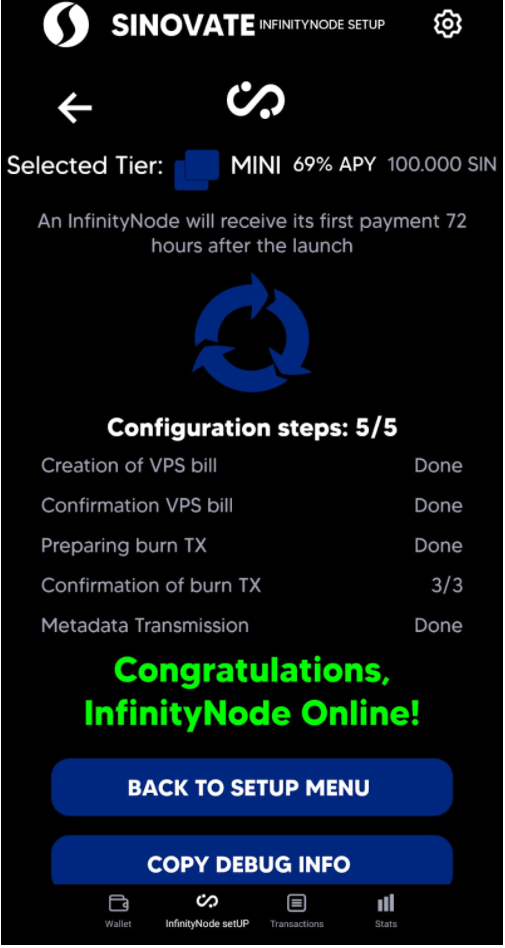 SINOVATE INFINITYNODE SETUP
Selected Tier: MINI 69% APY 100.000 SIN
An InfinityNode will receive its first payment 72
hours after the launch
Configuration steps: 5/5
Creation of VPS bill Done
Confirmation VPS bill Done
Preparing burn TX Done
Confirmation of burn TX 3/3
Metadata Transmission Done
Congratulations,
InfinityNode Online!
BACK TO SETUP MENU
COPY DEBUG INFO
Wallet InfinityNode setUP Transactions Stats